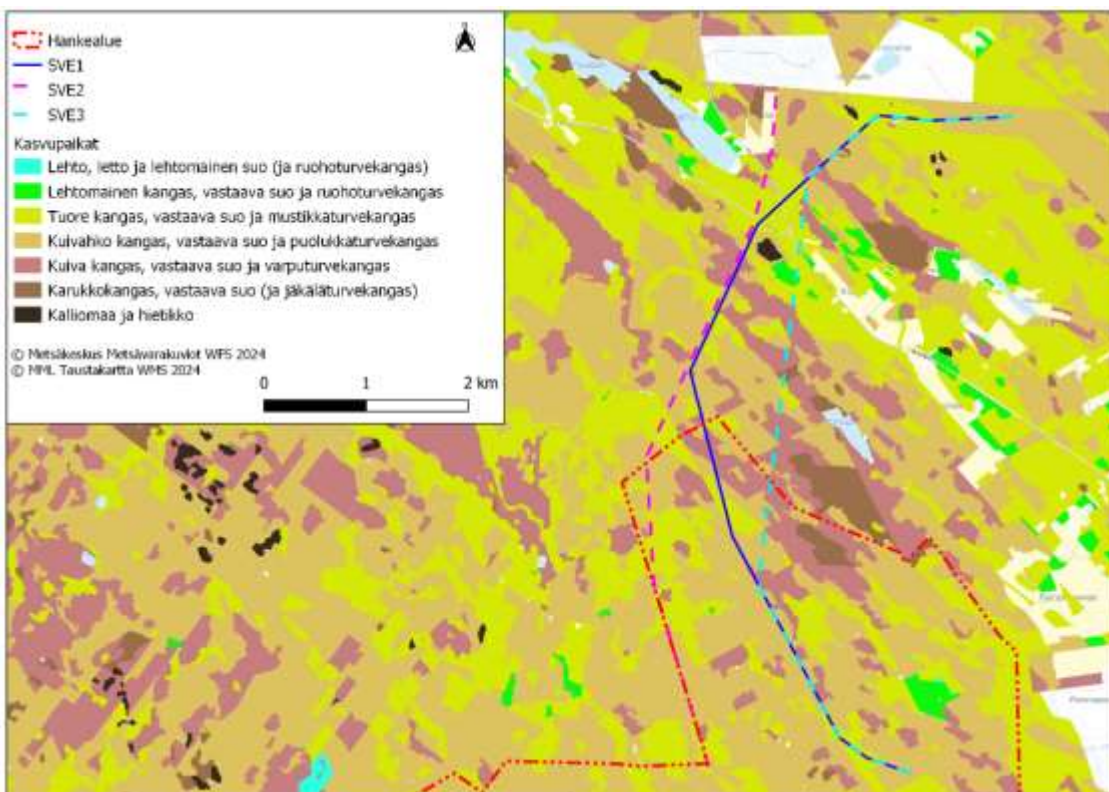 Hankealue
SVE1
SVE2
SVE3
Kasvupaikat
Lehto, letto ja lehtomainen suo (ja ruohoturvekangas)
Lehtomainen kangas, vastaava suo ja ruohoturvekangas
Tuore kangas, vastaava suo ja mustikkaturvekangas
Kuivahko kangas, vastaava suo ja puolukkaturvekangas
Kuiva kangas, vastaava suo ja varputurvekangas
Karukkokangas, vastaava suo (ja jäkäläturvekangas)
Kalliomaa ja hietikko
© Metsäkeskus Metsävarakuviot WFS 2024
© MML Taustakartta WMS 2024
0 1 2 km